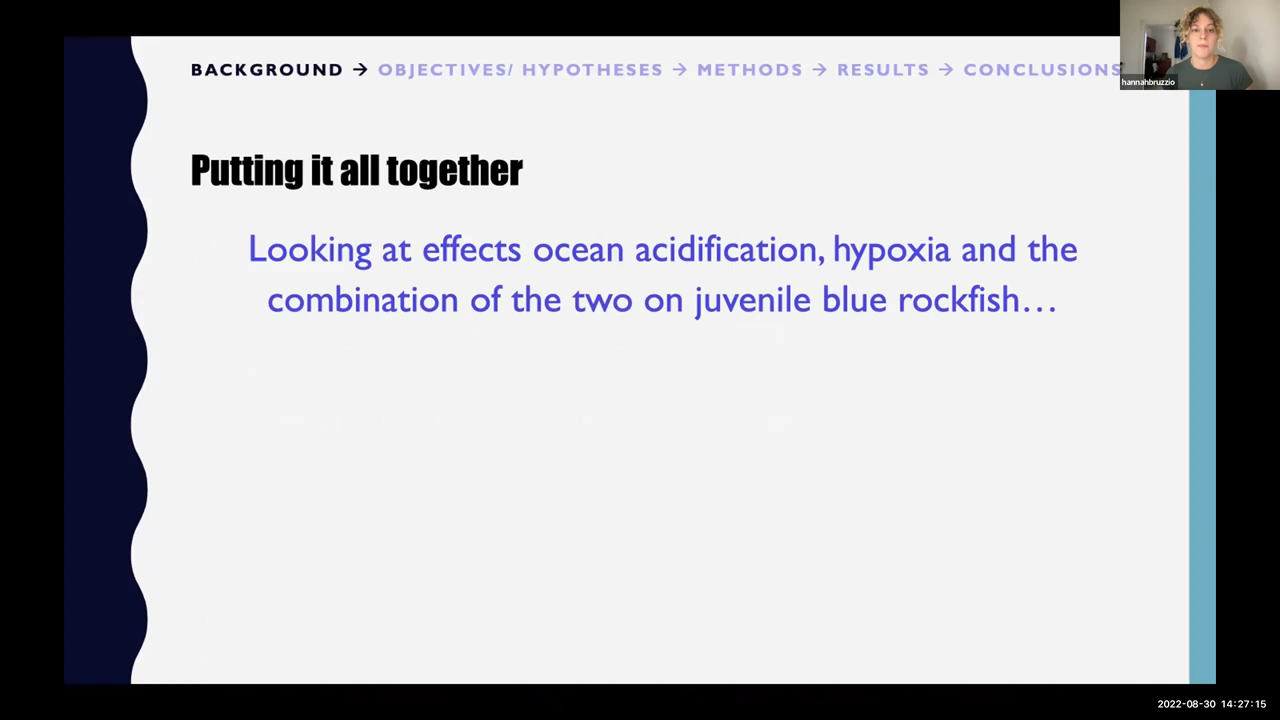 BACKGROUND → OBJECTIVES/ HYPOTHESES → METHODS → RESULTS → CONCLUSIONS
hannahbruzzio
Putting it all together
Looking at effects ocean acidification, hypoxia and the
combination of the two on juvenile blue rockfish…
2022-08-30 14:27:15